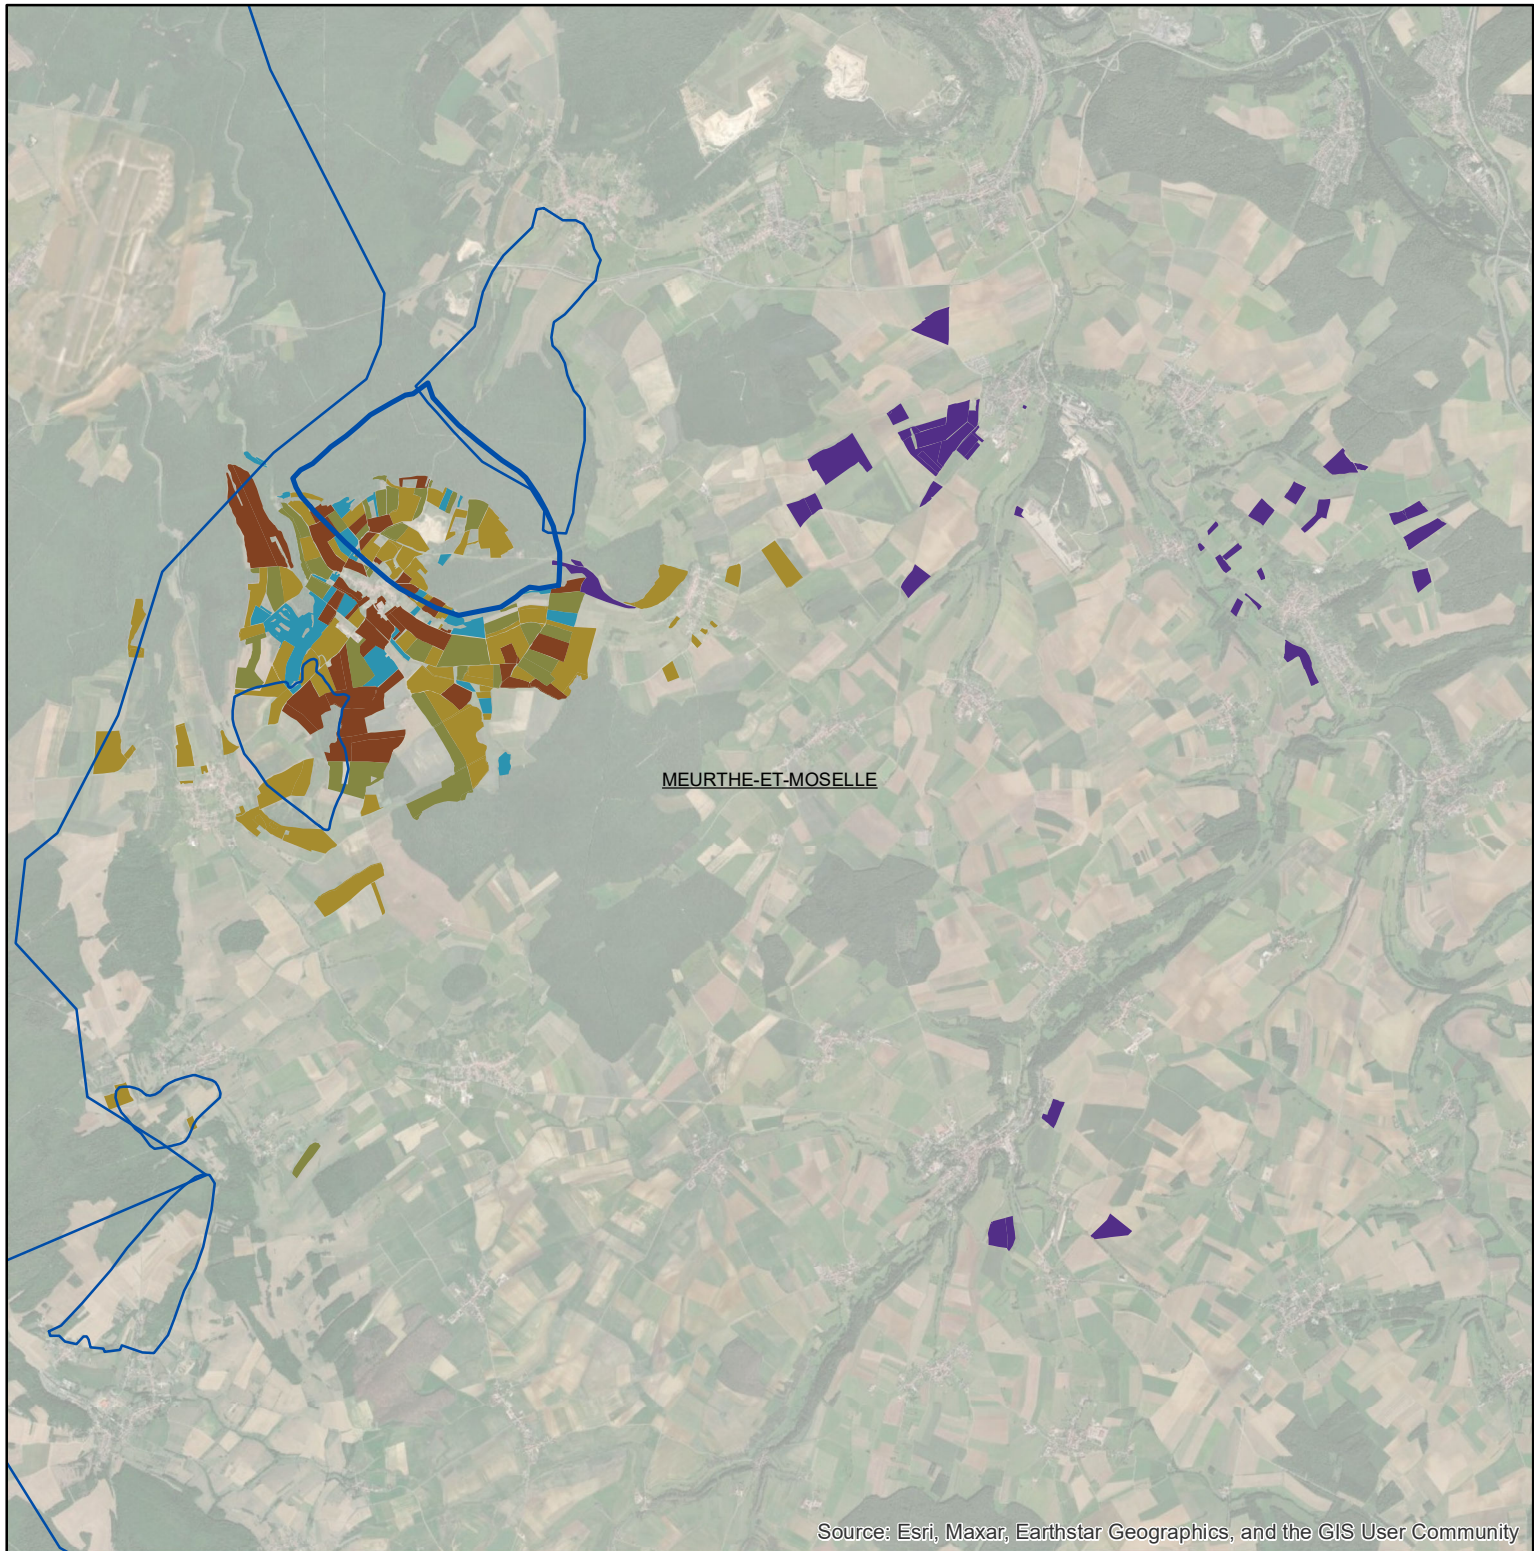 MEURTHE-ET-MOSELLE
Source: Esri, Maxar, Earthstar Geographics, and the GIS User Community